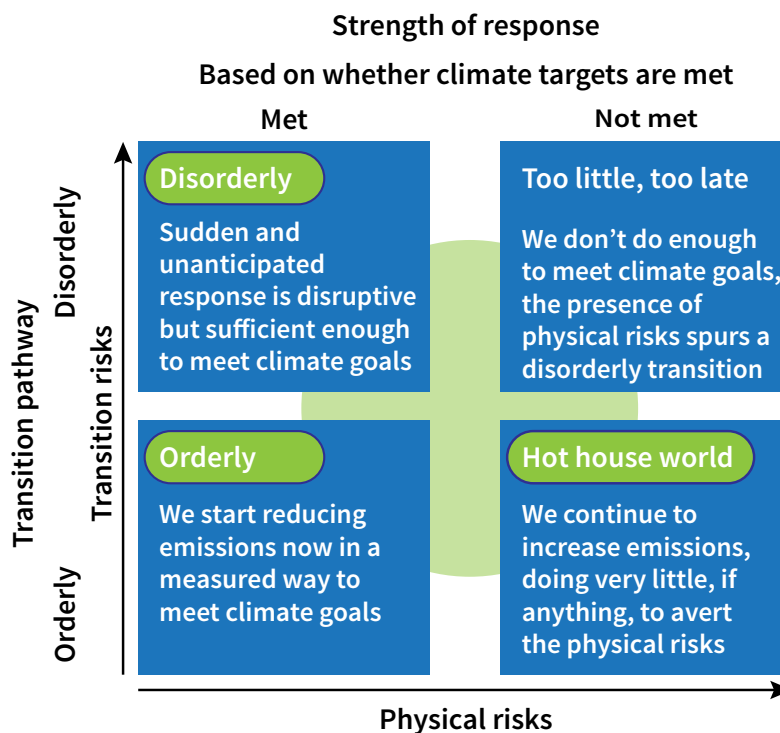 Strength of response
Based on whether climate targets are met
Met
Not met
Transition pathway
Disorderly
Orderly
Transition risks
Disorderly
Sudden and
unanticipated
response is disruptive
but sufficient enough
to meet climate goals
Too little, too late
We don’t do enough
to meet climate goals,
the presence of
physical risks spurs a
disorderly transition
Orderly
We start reducing
emissions now in a
measured way to
meet climate goals
Hot house world
We continue to
increase emissions,
doing very little, if
anything, to avert
the physical risks
Physical risks